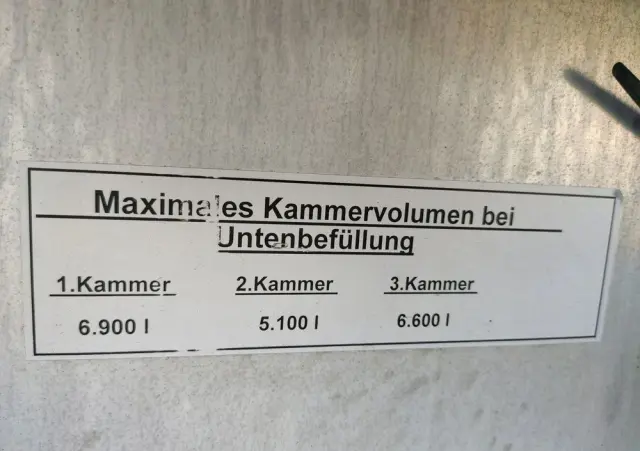 Maximales Kammervolumen bei
Untenbefüllung
1.Kammer 2.Kammer 3.Kammer
6.900 l 5.100 l 6.600 l